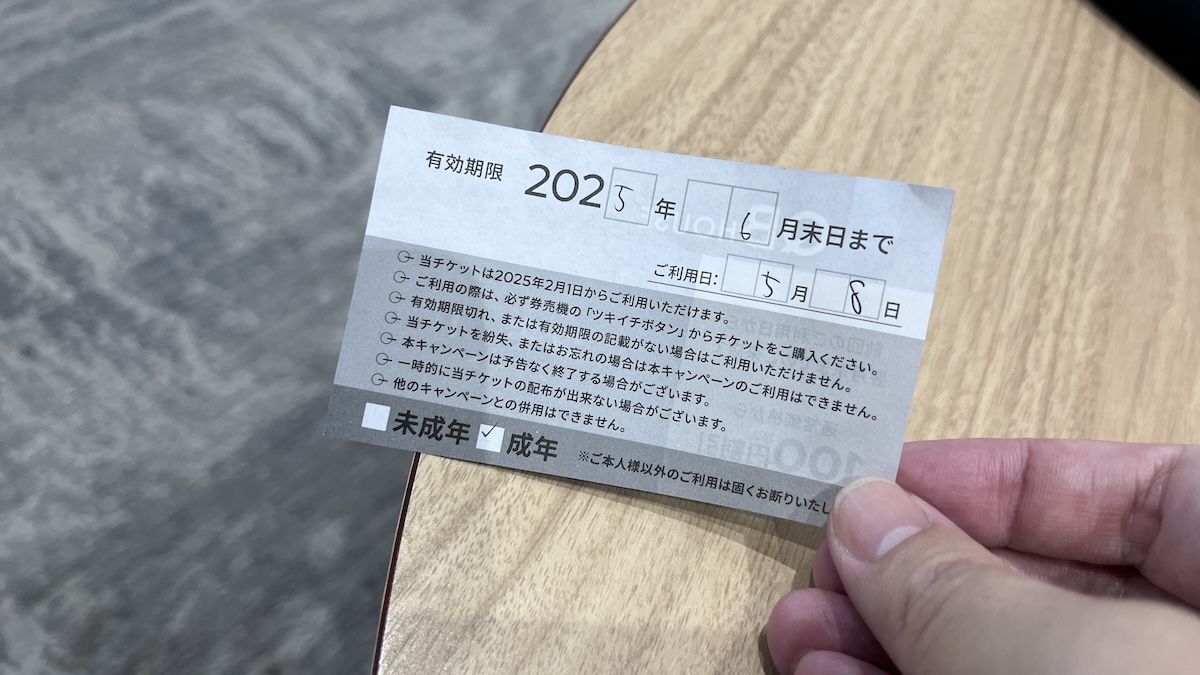 有効期限 2025年 6月末日まで
ご利用日: 5月 8日
当チケットは2025年2月1日からご利用いただけます。
ご利用の際は、必ず券売機の「ツキイチボタン」からチケットをご購入ください。
有効期限切れ、または有効期限の記載がない場合はご利用いただけません。
当チケットを紛失、またはお忘れの場合は本キャンペーンのご利用はできません。
本キャンペーンは予告なく終了する場合がございます。
一時的に当チケットの配布が出来ない場合がございます。
他のキャンペーンとの併用はできません。
未成年 ✓成年 ※ご本人様以外のご利用は固くお断りいたし